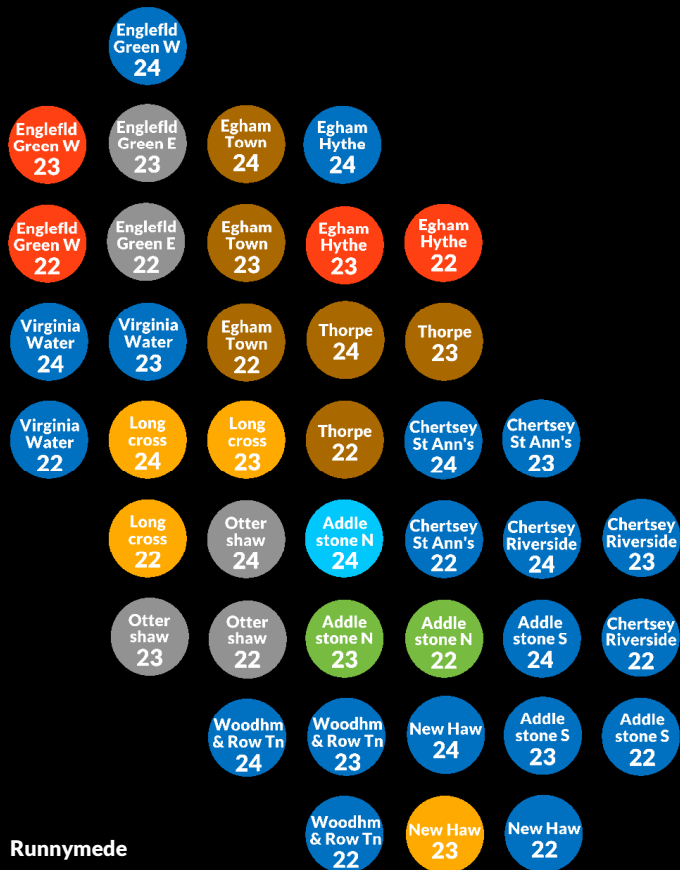 Englefld
Green W
24
Englefld
Green W
23
Englefld
Green E
23
Egham
Town
24
Egham
Hythe
24
Englefld
Green W
22
Englefld
Green E
22
Egham
Town
23
Egham
Hythe
23
Egham
Hythe
22
Virginia
Water
24
Virginia
Water
23
Egham
Town
22
Thorpe
24
Thorpe
23
Virginia
Water
22
Long
cross
24
Long
cross
23
Thorpe
22
Chertsey
St Ann's
24
Chertsey
St Ann's
23
Long
cross
22
Otter
shaw
24
Addle
stone N
24
Chertsey
St Ann's
22
Chertsey
Riverside
24
Chertsey
Riverside
23
Otter
shaw
23
Otter
shaw
22
Addle
stone N
23
Addle
stone N
22
Addle
stone S
24
Chertsey
Riverside
22
Woodhm
& Row Tn
24
Woodhm
& Row Tn
23
New Haw
24
Addle
stone S
23
Addle
stone S
22
Woodhm
& Row Tn
22
New Haw
23
New Haw
22
Runnymede